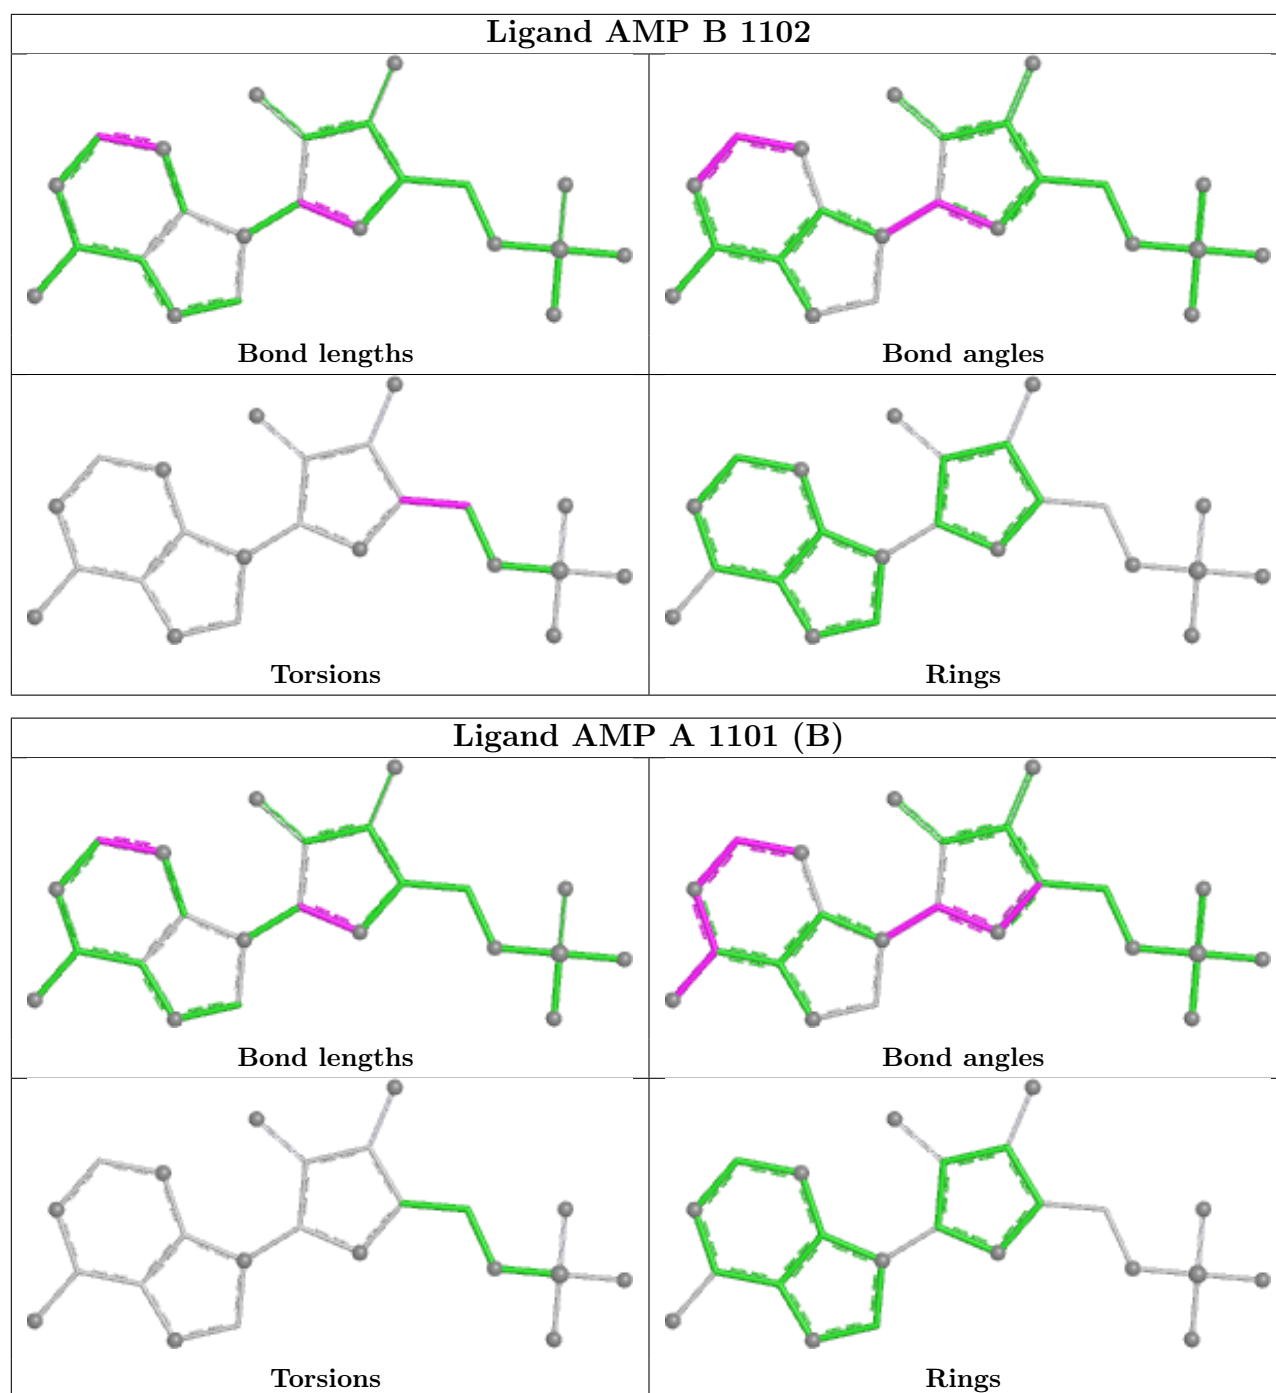 Ligand AMP B 1102
Bond lengths
Bond angles
Torsions
Rings
Ligand AMP A 1101 (B)
Bond lengths
Bond angles
Torsions
Rings